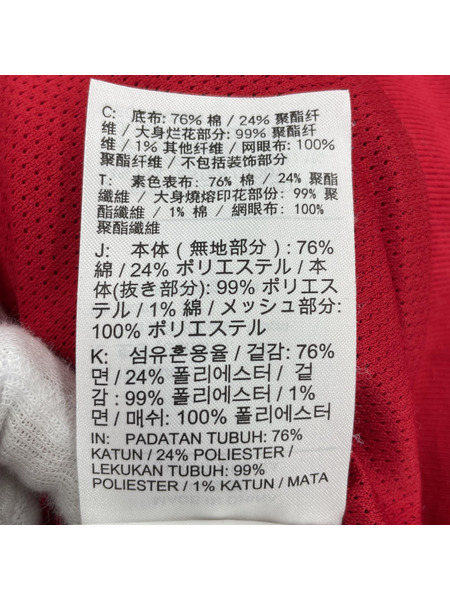 C: 底布: 76% 棉 / 24% 聚酯纤
维 / 大身烂花部分: 99% 聚酯纤
维 / 1% 其他纤维 / 网眼布: 100%
聚酯纤维 / 不包括装饰部分
T: 素色表布: 76% 棉 / 24% 聚酯
纖維 / 大身燒熔印花部份: 99% 聚
酯纖維 / 1% 棉 / 網眼布: 100%
聚酯纖維
J: 本体 ( 無地部分 ) : 76%
綿 / 24% ポリエステル / 本
体(抜き部分): 99% ポリエス
テル / 1% 綿 / メッシュ部分:
100% ポリエステル
K: 섬유혼용율 / 겉감: 76%
면 / 24% 폴리에스터 / 겉
감 : 99% 폴리에스터 / 1%
면 / 매쉬: 100% 폴리에스터
IN: PADATAN TUBUH: 76%
KATUN / 24% POLIESTER /
LEKUKAN TUBUH: 99%
POLIESTER / 1% KATUN / MATA